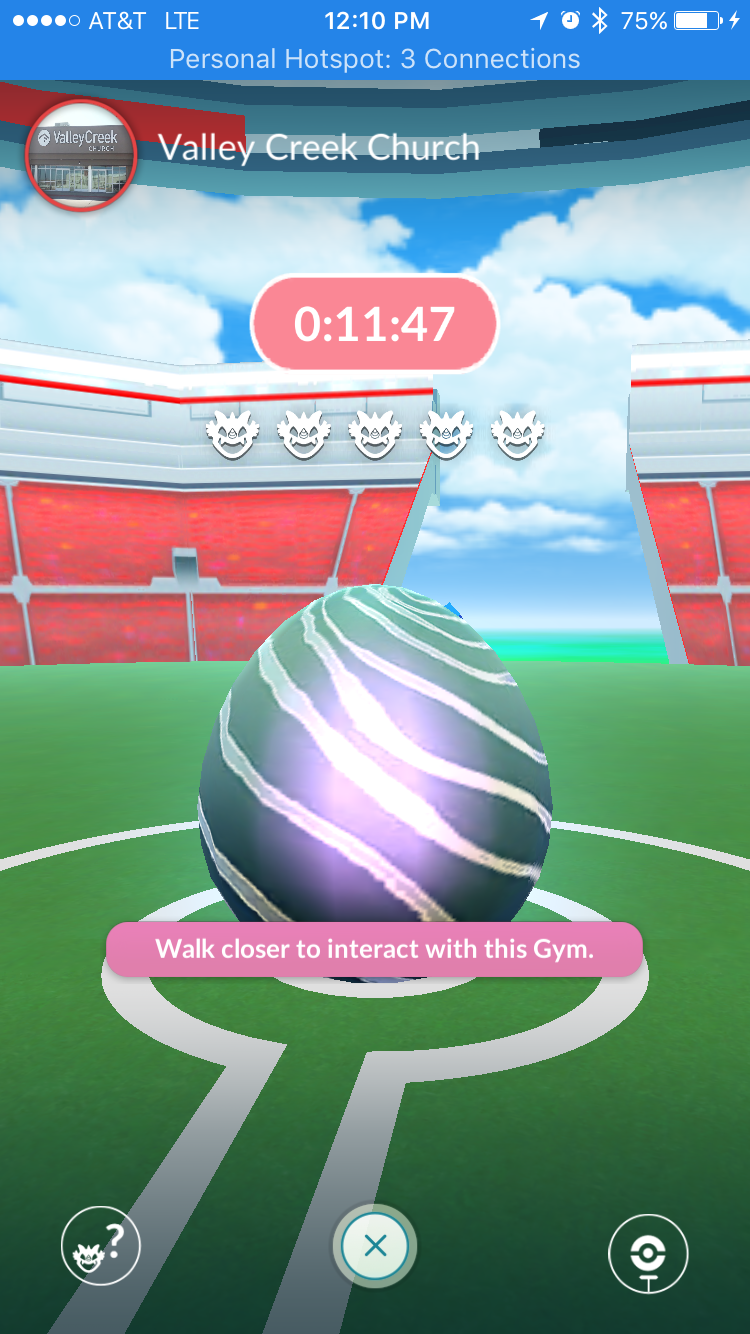 AT&T LTE 12:10 PM 75%
Personal Hotspot: 3 Connections
ValleyCreek
CHURCH
Valley Creek Church
0:11:47
Walk closer to interact with this Gym.
?